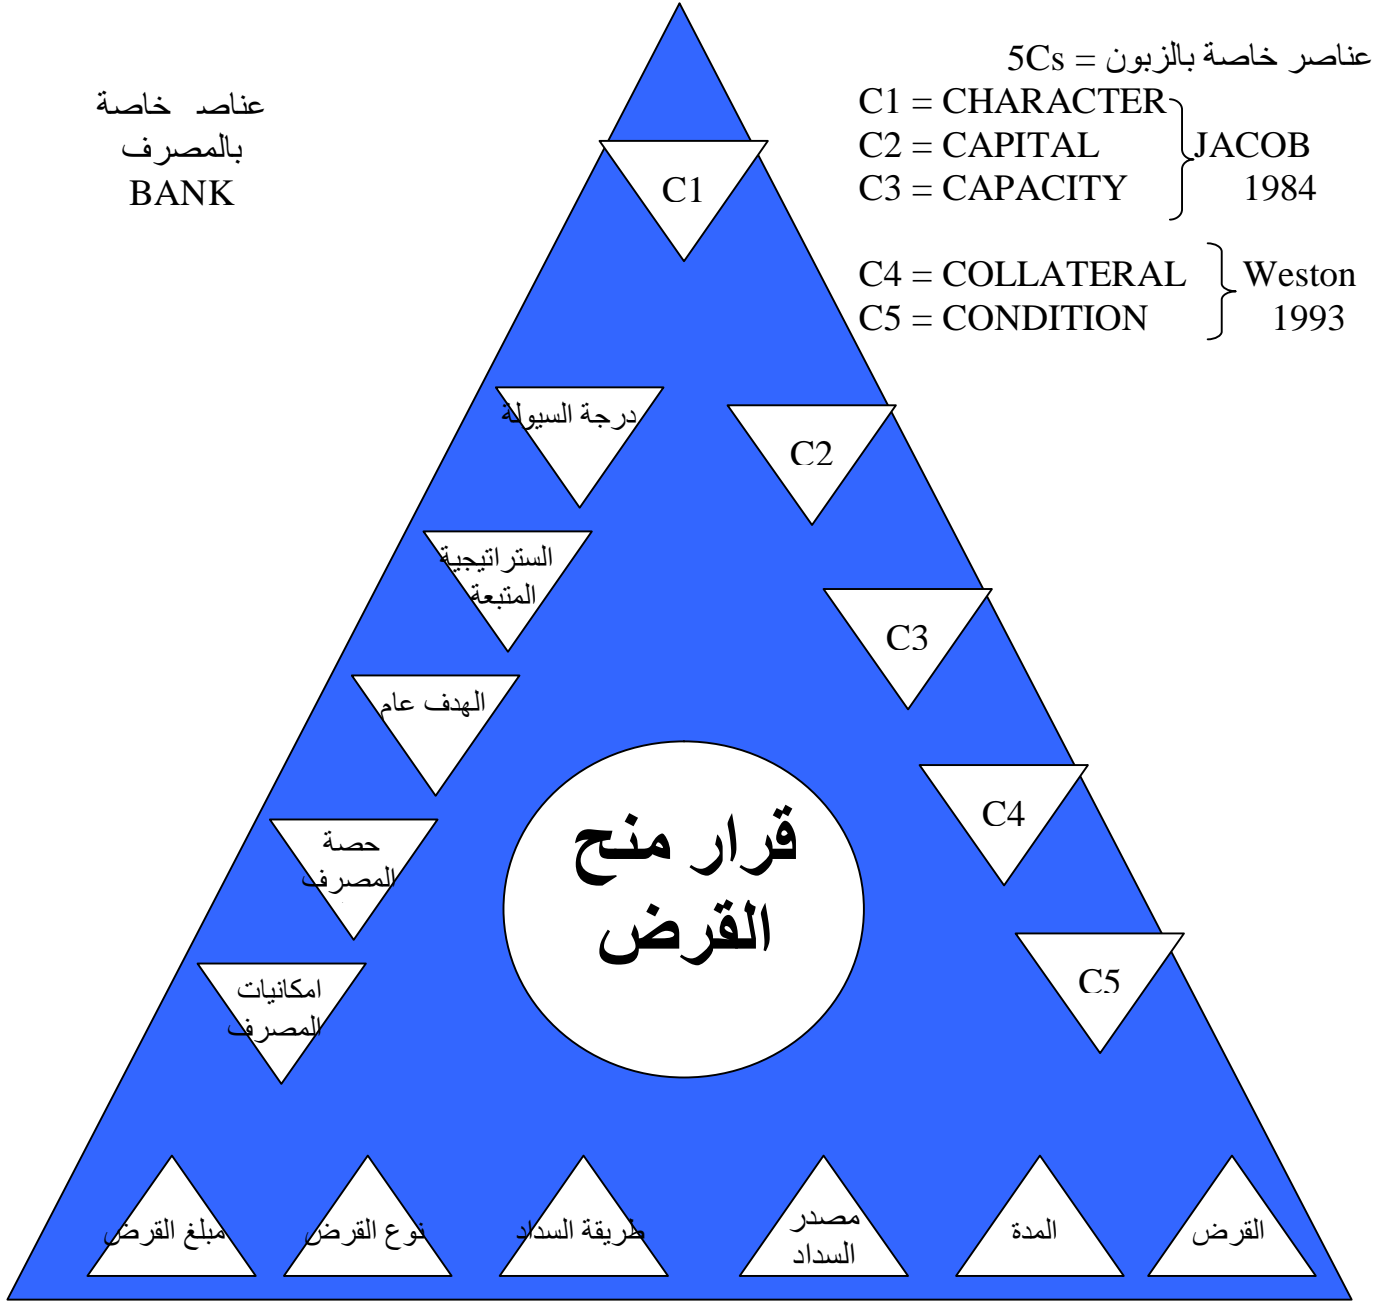 عناصر خاصة بالزبون = 5Cs
C1 = CHARACTER
C2 = CAPITAL
C3 = CAPACITY
JACOB
1984
C4 = COLLATERAL
C5 = CONDITION
Weston
1993
عناصـ خاصة
بالمصرف
BANK
C1
درجة السيولة
C2
الستراتيجية
المتبعة
C3
الهدف عام
C4
حصة
المصرف
C5
امكانيات
المصرف
قرار منح
القرض
القرض
المدة
مصدر
السداد
طريقة السداد
نوع القرض
مبلغ القرض